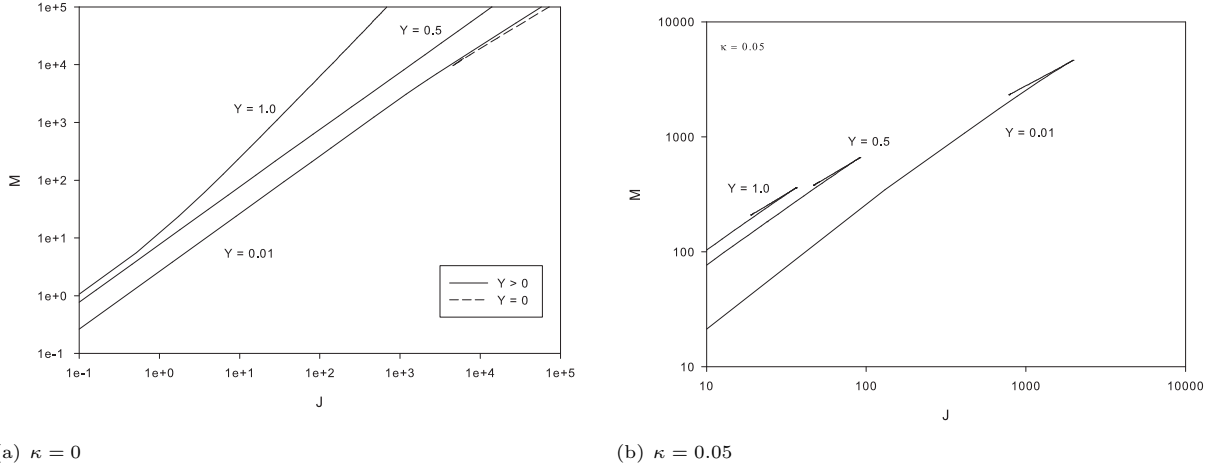 1e+5
1e+4
1e+3
1e+2
1e+1
1e+0
1e-1
M
Y = 1.0
Y = 0.5
Y = 0.01
Y > 0
Y = 0
1e-1 1e+0 1e+1 1e+2 1e+3 1e+4 1e+5
J
(a) κ = 0
10000
1000
100
10
M
κ = 0.05
Y = 1.0
Y = 0.5
Y = 0.01
10 100 1000 10000
J
(b) κ = 0.05